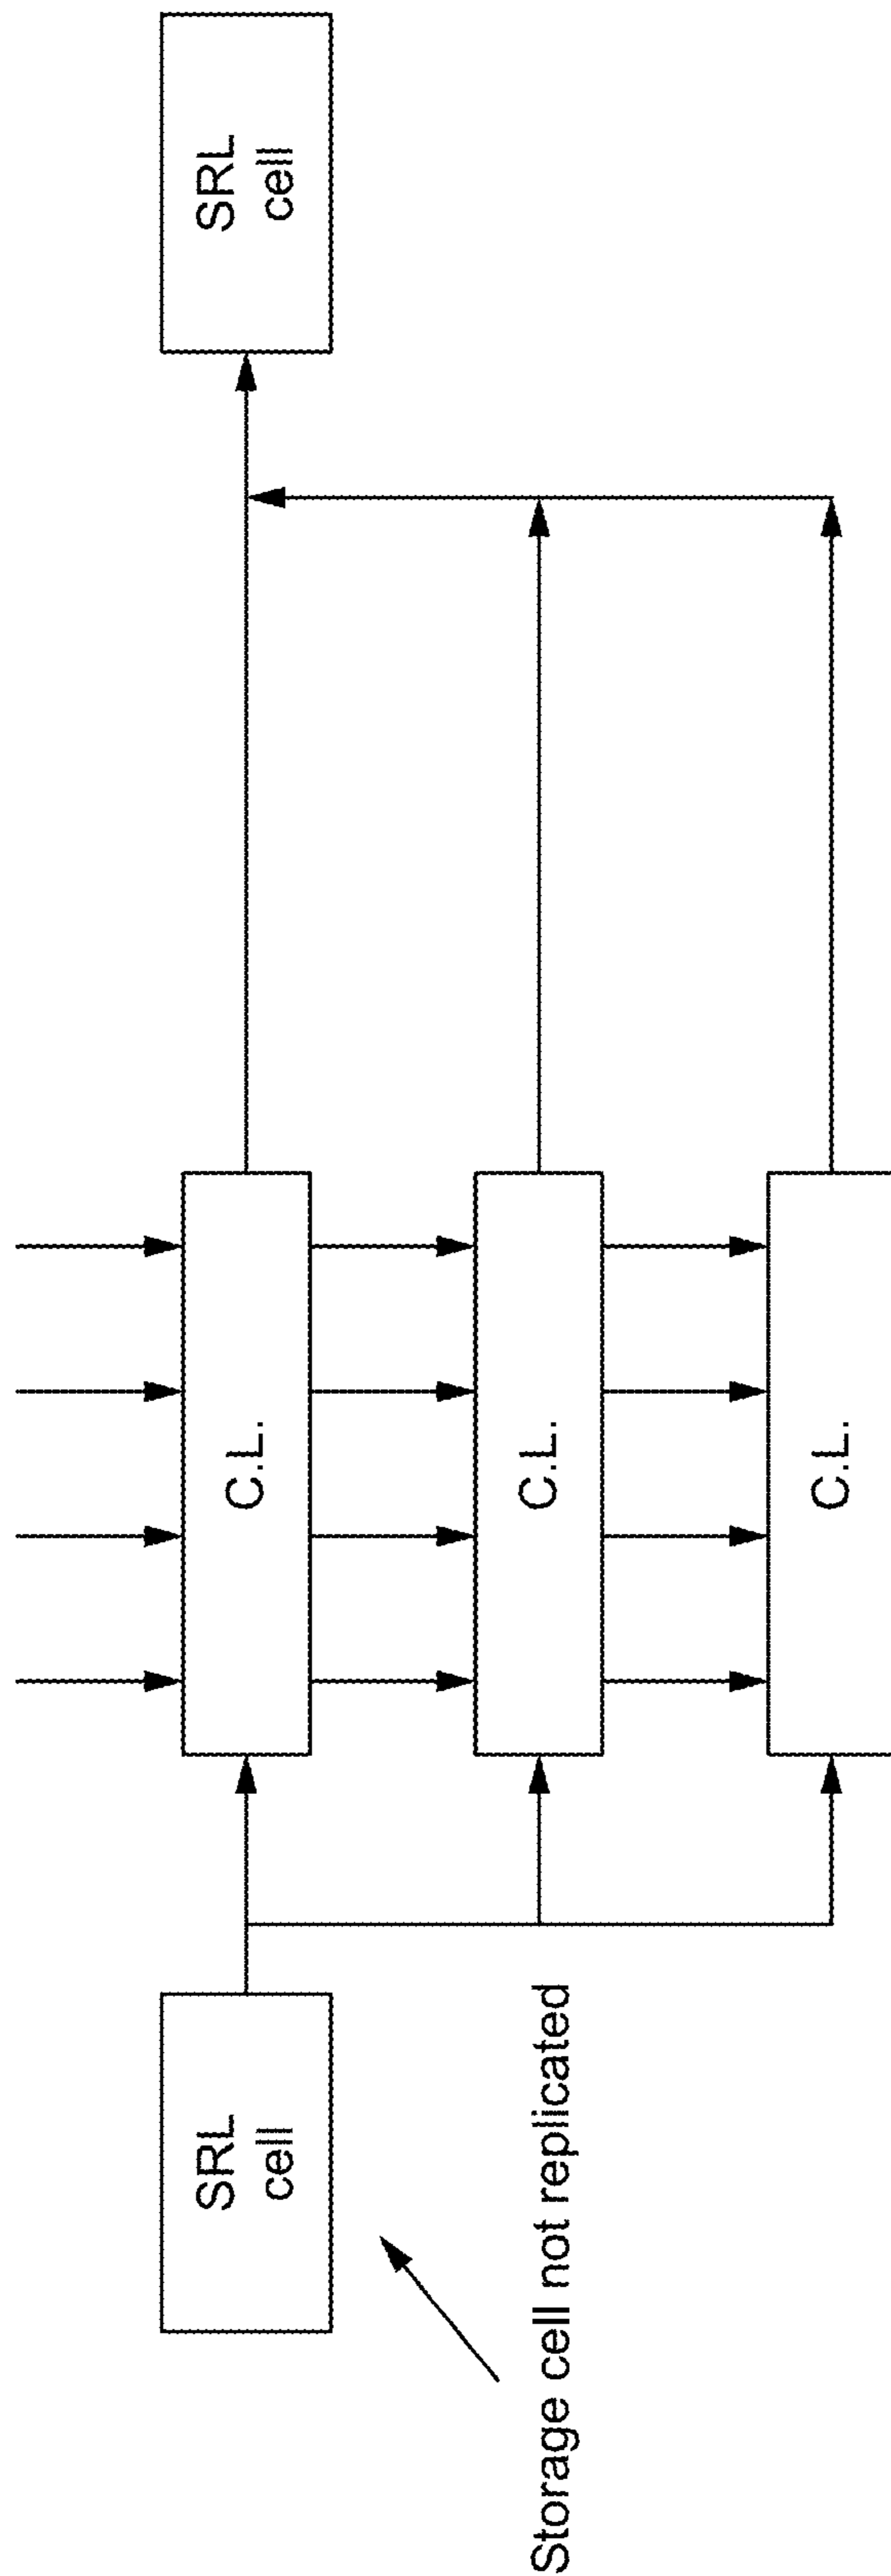 SRL
cell
C.L.
SRL
cell
C.L.
C.L.
Storage cell not replicated